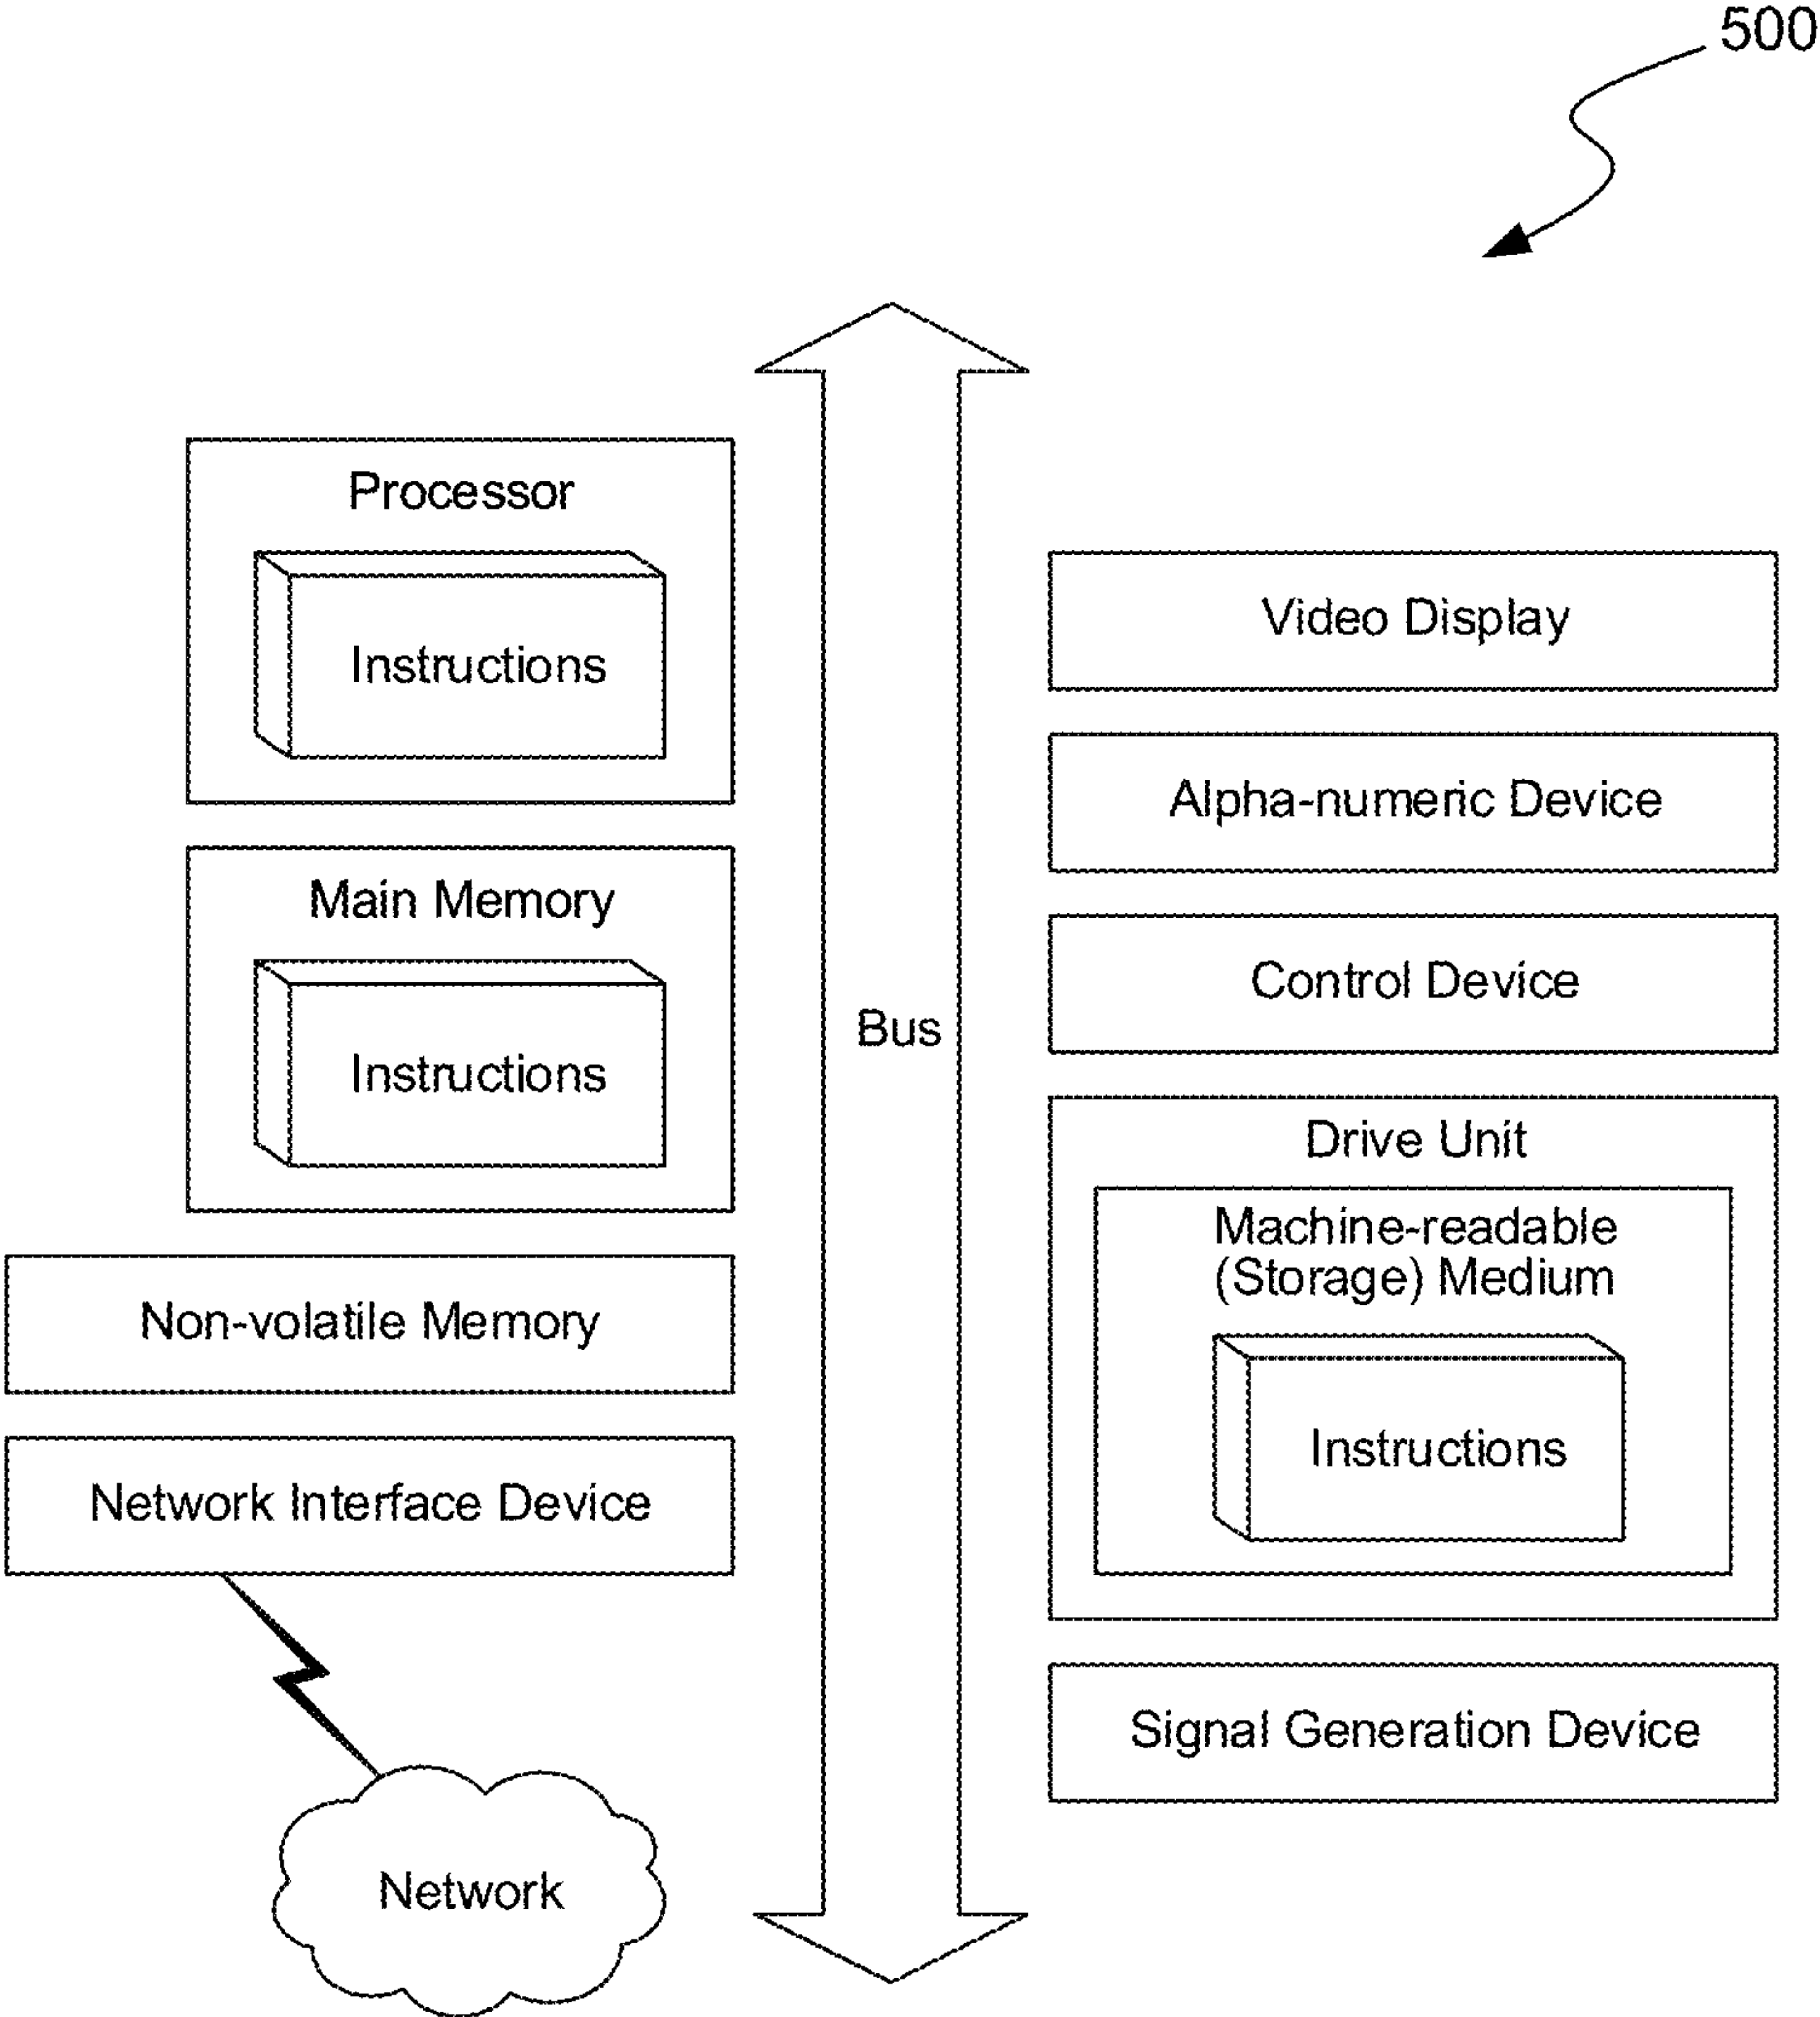 500
Processor
Instructions
Main Memory
Instructions
Non-volatile Memory
Network Interface Device
Network
Bus
Video Display
Alpha-numeric Device
Control Device
Drive Unit
Machine-readable
(Storage) Medium
Instructions
Signal Generation Device